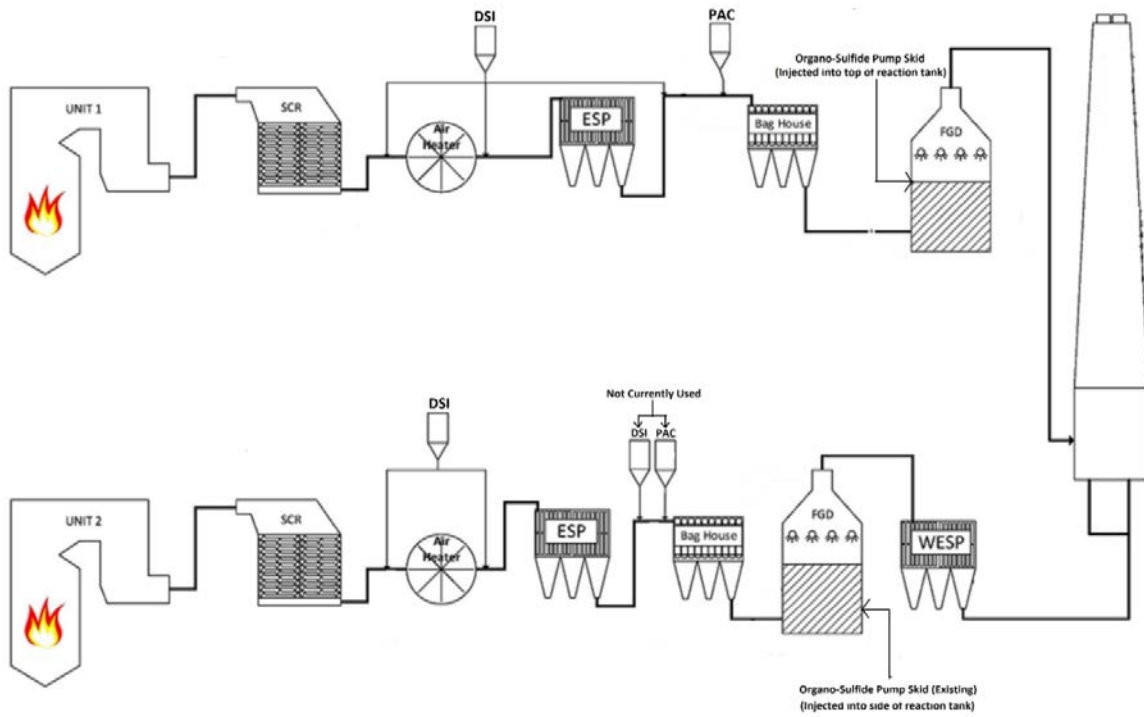 DSI
PAC
Organo-Sulfide Pump Skid
(Injected into top of reaction tank)
UNIT 1
SCR
Air
Heater
ESP
Bag House
FGD
Not Currently Used
DSI
DSI
PAC
UNIT 2
SCR
Air
Heater
ESP
Bag House
FGD
WESP
Organo-Sulfide Pump Skid (Existing)
(Injected into side of reaction tank)